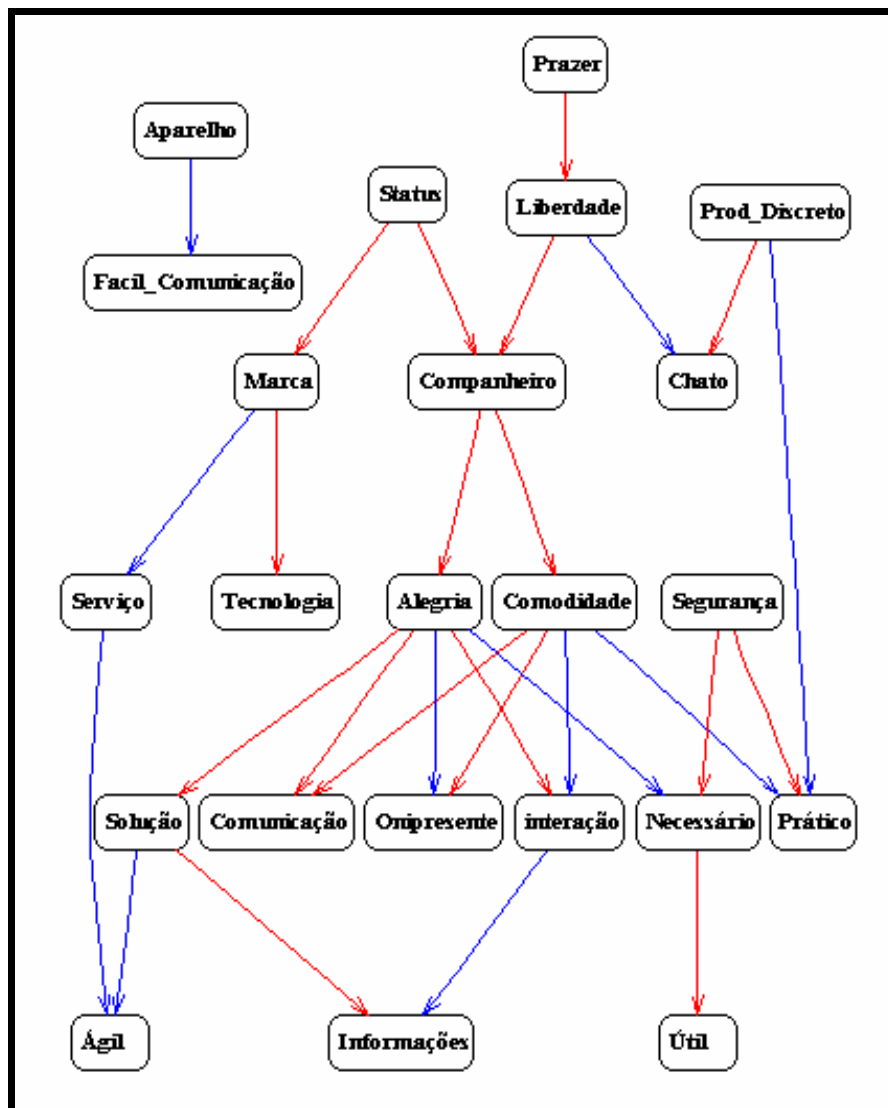 Prazer
Aparelho
Status
Liberdade
Prod_Discreto
Facil_Comunicação
Marca
Companheiro
Chato
Serviço
Tecnologia
Alegria
Comodidade
Segurança
Solução
Comunicação
Onipresente
interação
Necessário
Prático
Ágil
Informações
Útil